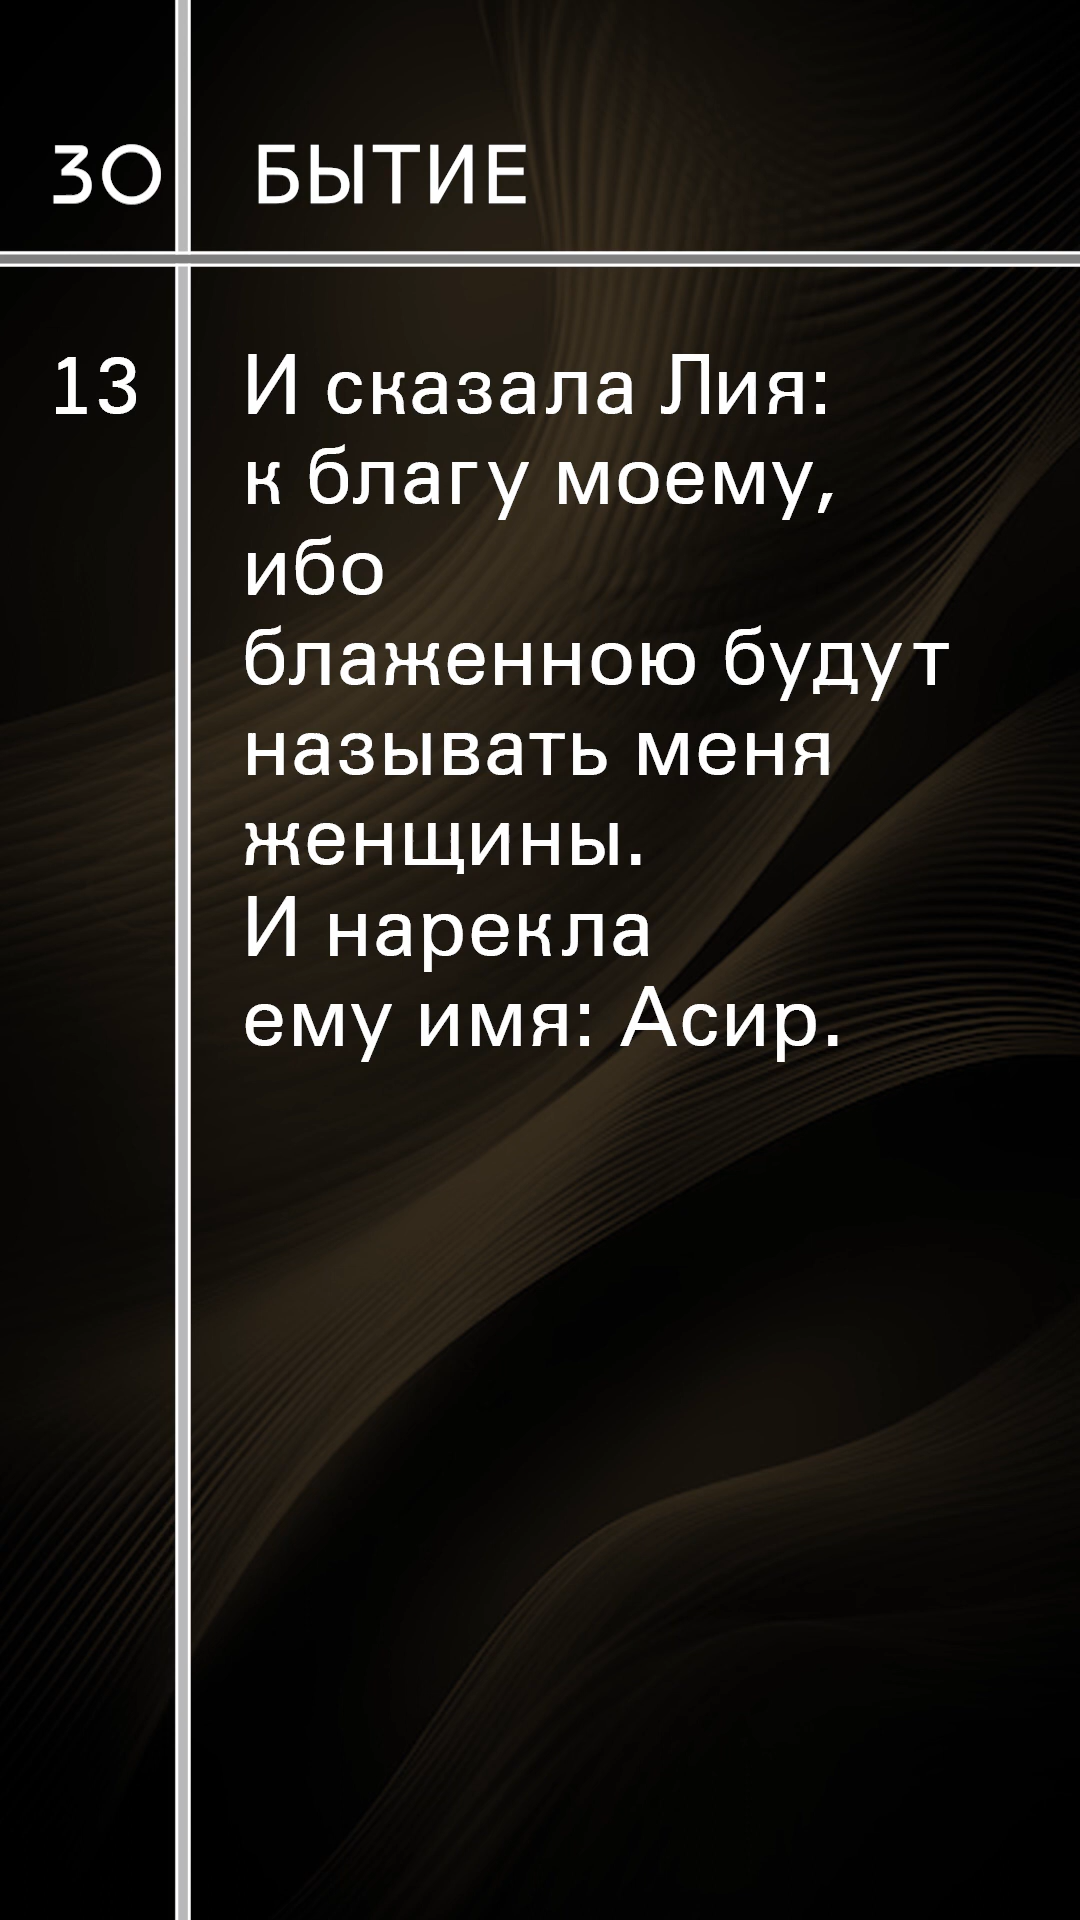 30 БЫТИЕ
13 И сказала Лия:
к благу моему,
ибо
блаженною будут
называть меня
женщины.
И нарекла
ему имя: Асир.